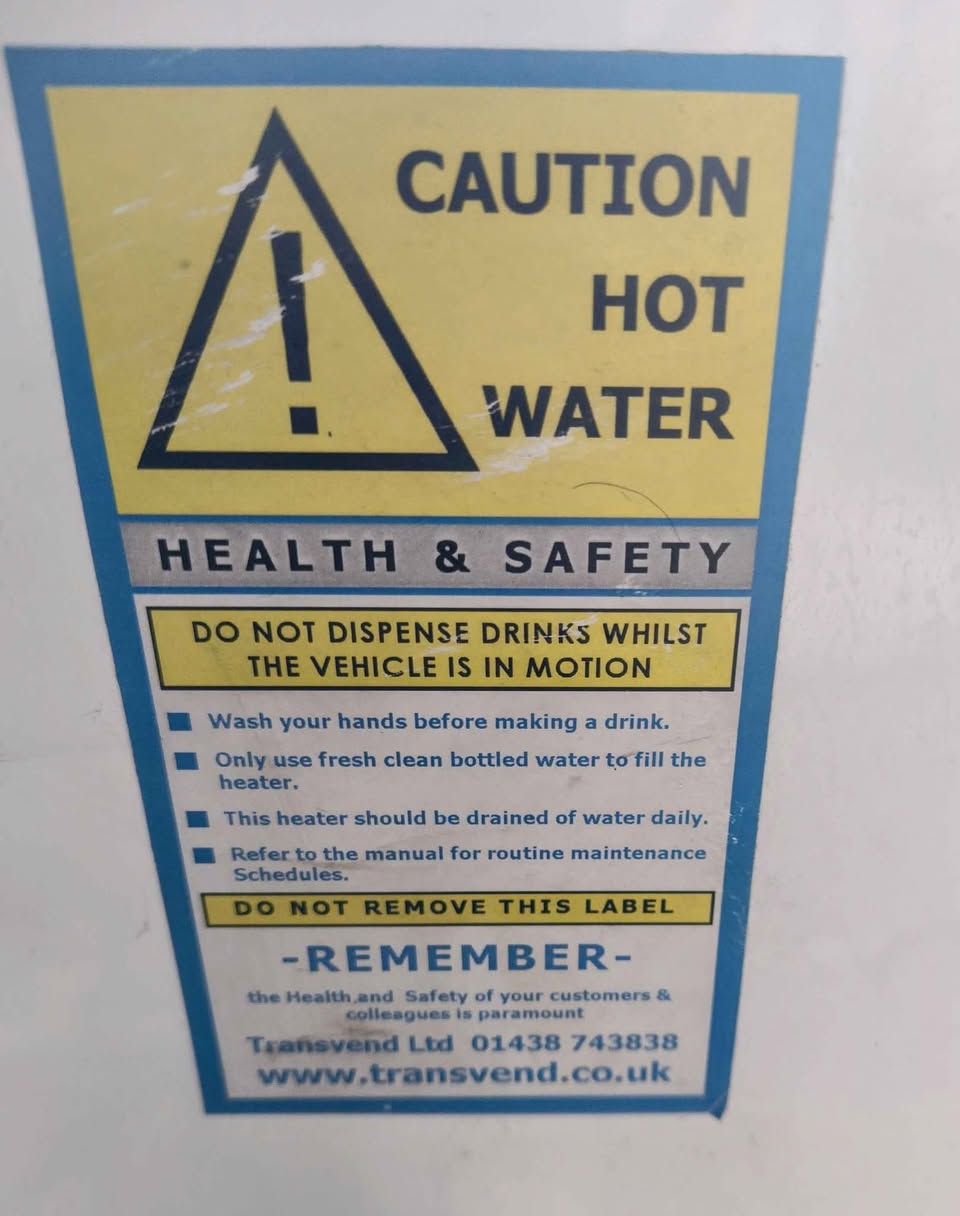 CAUTION
HOT
WATER
HEALTH & SAFETY
DO NOT DISPENSE DRINKS WHILST
THE VEHICLE IS IN MOTION
Wash your hands before making a drink.
Only use fresh clean bottled water to fill the
heater.
This heater should be drained of water daily.
Refer to the manual for routine maintenance
Schedules.
DO NOT REMOVE THIS LABEL
-REMEMBER-
the Health and Safety of your customers &
colleagues is paramount
Transvend Ltd 01438 743838
www.transvend.co.uk